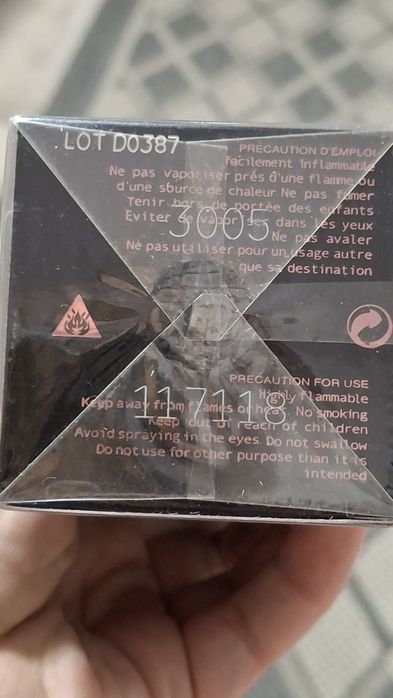 LOT D0387
PRÉCAUTION D'EMPLOI
facilement inflammable
Ne pas vaporiser prés d'une flamme ou
d'une source de chaleur Ne pas fumer
Tenir hors de portée des enfants
Eviter de vaporiser dans les yeux
3005
Ne pas avaler
Ne pas utiliser pour un usage autre
que sa destination
PRECAUTION FOR USE
Highly flammable
Keep away from flames or heat. No smoking
117118
Keep out of reach of children
Avoid spraying in the eyes. Do not swallow
Do not use for other purpose than it is
intended